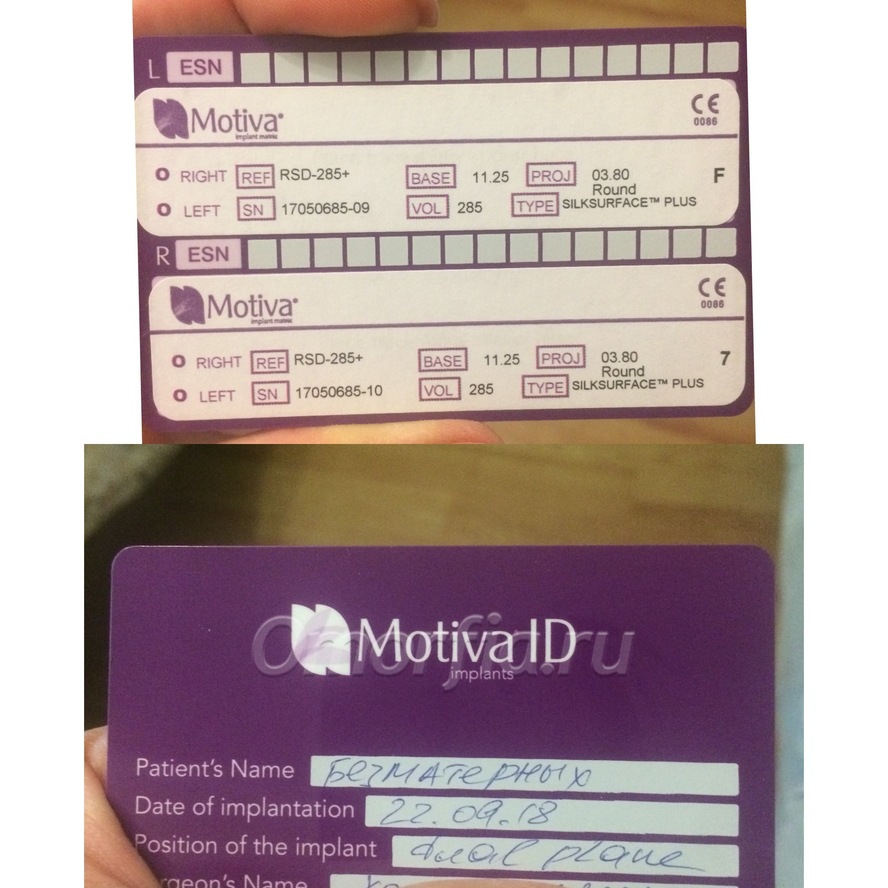 L ESN
Motiva®
implant matrix
CE
0086
O RIGHT REF RSD-285+ BASE 11.25 PROJ 03.80 F
Round
O LEFT SN 17050685-09 VOL 285 TYPE SILKSURFACE™ PLUS
R ESN
Motiva®
implant matrix
CE
0086
O RIGHT REF RSD-285+ BASE 11.25 PROJ 03.80 7
Round
O LEFT SN 17050685-10 VOL 285 TYPE SILKSURFACE™ PLUS
Omorfia.ru
MotivaID
implants
Patient's Name Безматерных
Date of implantation 22.09.18
Position of the implant dual plane
Name